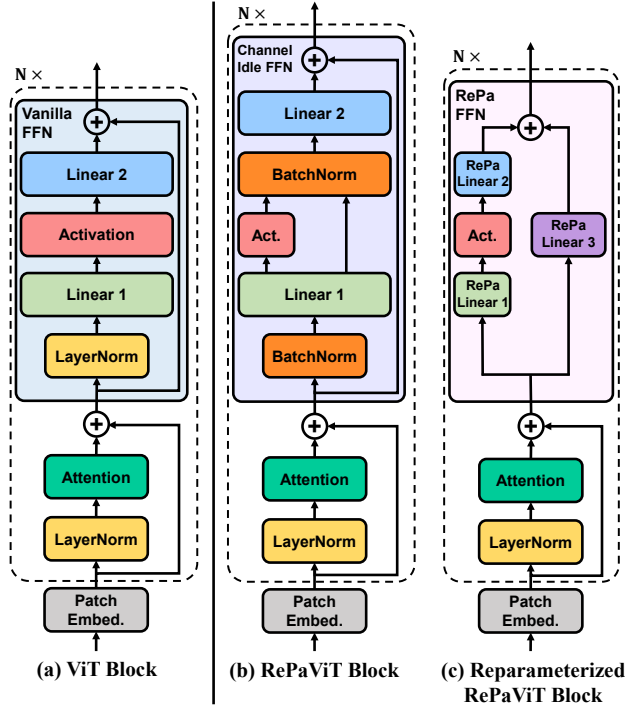 N ×
Vanilla
FFN
+
Linear 2
Activation
Linear 1
LayerNorm
+
Attention
LayerNorm
Patch
Embed.
(a) ViT Block
N ×
Channel
Idle FFN
+
Linear 2
BatchNorm
Act.
Linear 1
BatchNorm
+
Attention
LayerNorm
Patch
Embed.
(b) RePaViT Block
N ×
RePa
FFN
+
RePa
Linear 2
Act.
RePa
Linear 1
RePa
Linear 3
+
Attention
LayerNorm
Patch
Embed.
(c) Reparameterized
RePaViT Block